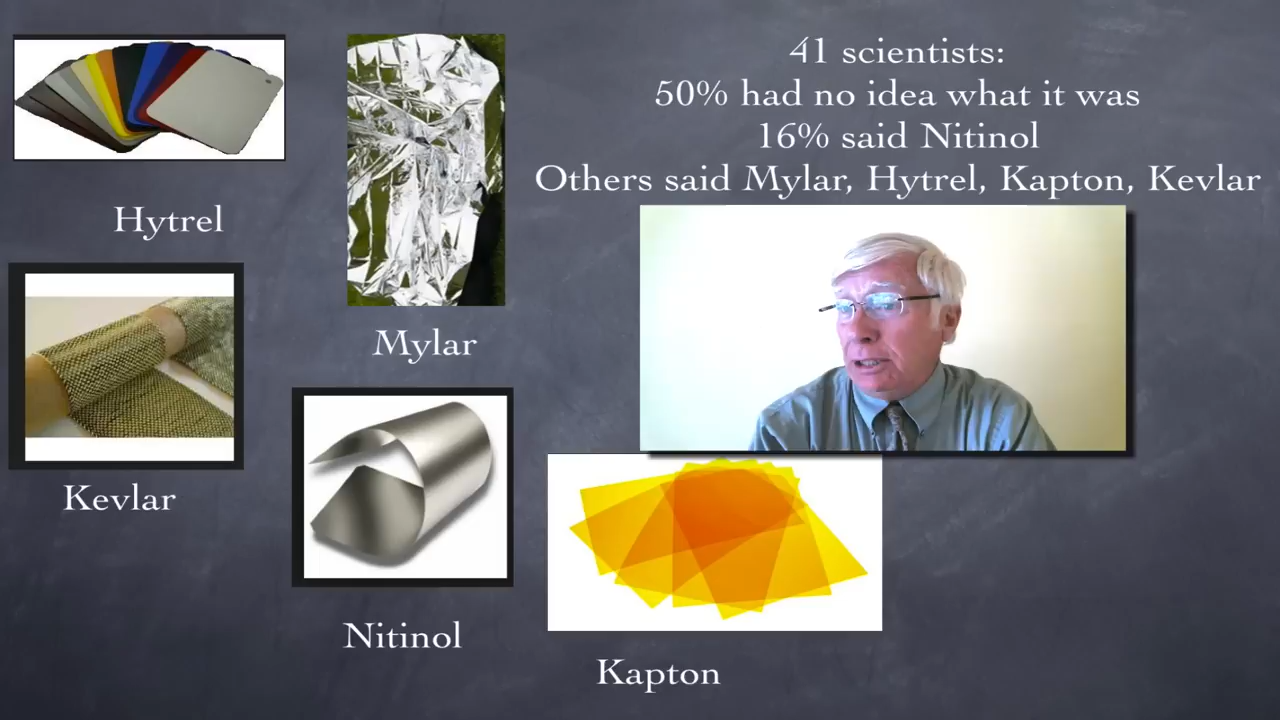 41 scientists:
50% had no idea what it was
16% said Nitinol
Others said Mylar, Hytrel, Kapton, Kevlar
Hytrel
Mylar
Kevlar
Nitinol
Kapton